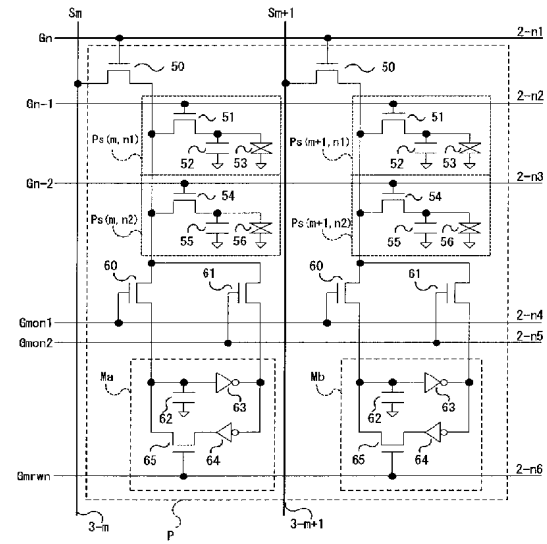 Sm Sm+1
Gn 2-n1
50 50
Gn-1 2-n2
51 51
Ps(m,n1) 52 53 Ps(m+1,n1) 52 53
Gn-2 2-n3
54 54
Ps(m,n2) 55 56 Ps(m+1,n2) 55 56
60 61 60 61
Gmon1 2-n4
Gmon2 2-n5
Ma Mb
62 63 62 63
65 64 65 64
Gmrwn 2-n6
3-m P 3-m+1